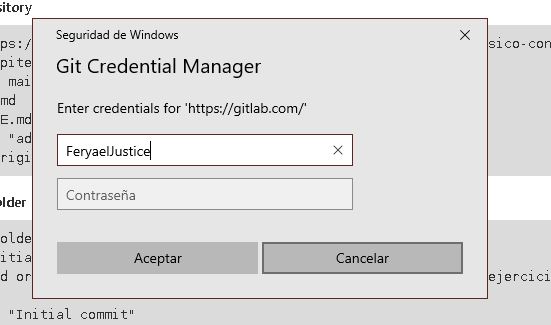 sitory
Seguridad de Windows
Git Credential Manager
Enter credentials for 'https://gitlab.com/'
FeryaelJustice
Contraseña
Aceptar
Cancelar
ps:/
sico-con
pite
mai
md
E.md
"ad
rigi
older
olde
itia
d or
ejercici
"Initial commit"